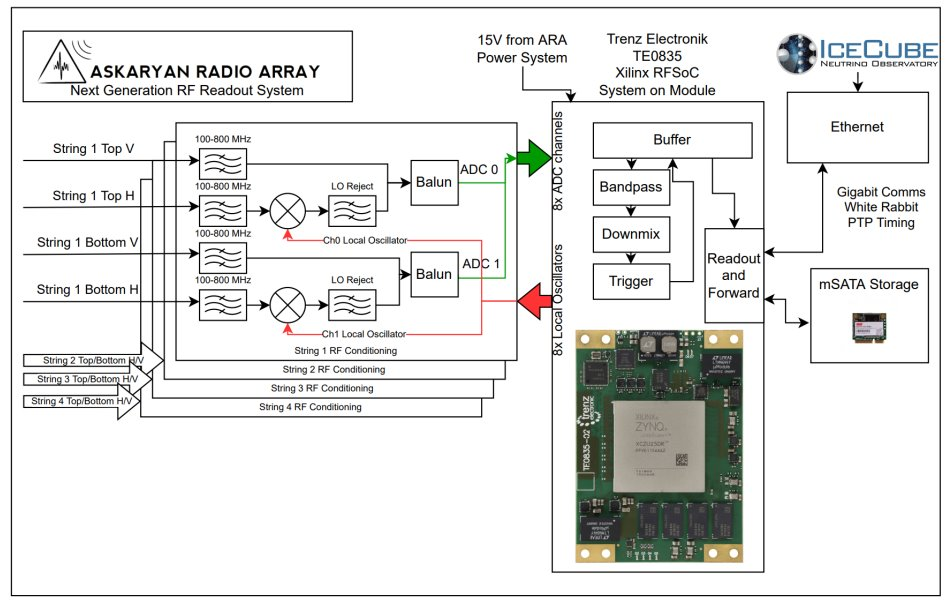 ASKARYAN RADIO ARRAY
Next Generation RF Readout System
15V from ARA
Power System
Trenz Electronik
TE0835
Xilinx RFSoC
System on Module
ICECUBE
NEUTRINO OBSERVATORY
String 1 Top V
String 1 Top H
String 1 Bottom V
String 1 Bottom H
100-800 MHz
100-800 MHz
LO Reject
Balun
ADC 0
Ch0 Local Oscillator
100-800 MHz
100-800 MHz
LO Reject
Balun
ADC 1
Ch1 Local Oscillator
String 1 RF Conditioning
String 2 RF Conditioning
String 3 RF Conditioning
String 4 RF Conditioning
String 2 Top/Bottom H/V
String 3 Top/Bottom H/V
String 4 Top/Bottom H/V
8x ADC channels
8x Local Oscillators
Buffer
Bandpass
Downmix
Trigger
Readout
and
Forward
Ethernet
Gigabit Comms
White Rabbit
PTP Timing
mSATA Storage
trenz
electronic
TE0835-02
XILINX
ZYNQ